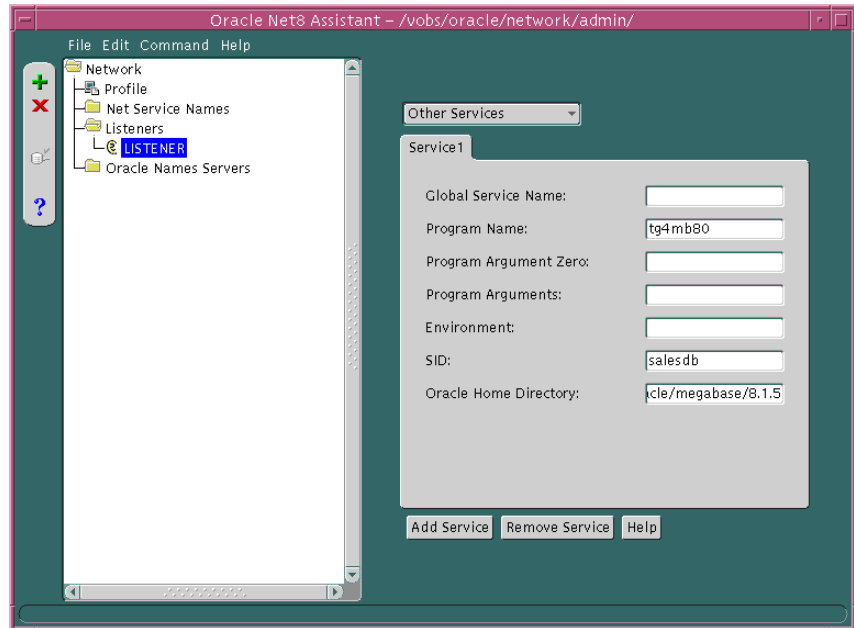 Oracle Net8 Assistant – /vobs/oracle/network/admin/
File Edit Command Help
Network
Profile
Net Service Names
Listeners
LISTENER
Oracle Names Servers
?
Other Services
Service1
Global Service Name:
Program Name: tg4mb80
Program Argument Zero:
Program Arguments:
Environment:
SID: salesdb
Oracle Home Directory: acle/megabase/8.1.5
Add Service Remove Service Help